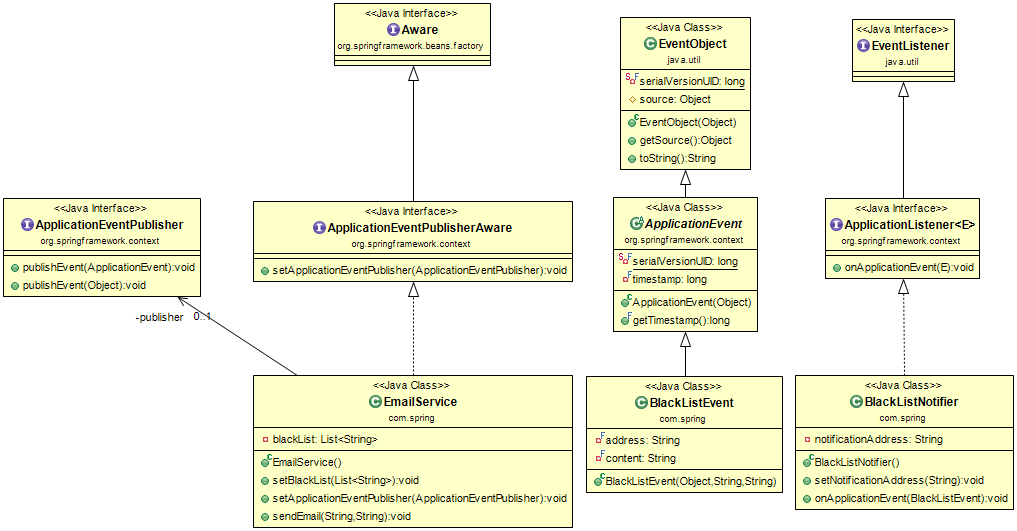 <<Java Interface>>
Aware
org.springframework.beans.factory
<<Java Class>>
EventObject
java.util
serialVersionUID: long
source: Object
EventObject(Object)
getSource():Object
toString():String
<<Java Interface>>
EventListener
java.util
<<Java Interface>>
ApplicationEventPublisher
org.springframework.context
publishEvent(ApplicationEvent):void
publishEvent(Object):void
<<Java Interface>>
ApplicationEventPublisherAware
org.springframework.context
setApplicationEventPublisher(ApplicationEventPublisher):void
<<Java Class>>
ApplicationEvent
org.springframework.context
serialVersionUID: long
timestamp: long
ApplicationEvent(Object)
getTimestamp():long
<<Java Interface>>
ApplicationListener<E>
org.springframework.context
onApplicationEvent(E):void
-publisher 0..1
<<Java Class>>
EmailService
com.spring
blackList: List<String>
EmailService()
setBlackList(List<String>):void
setApplicationEventPublisher(ApplicationEventPublisher):void
sendEmail(String,String):void
<<Java Class>>
BlackListEvent
com.spring
address: String
content: String
BlackListEvent(Object,String,String)
<<Java Class>>
BlackListNotifier
com.spring
notificationAddress: String
BlackListNotifier()
setNotificationAddress(String):void
onApplicationEvent(BlackListEvent):void